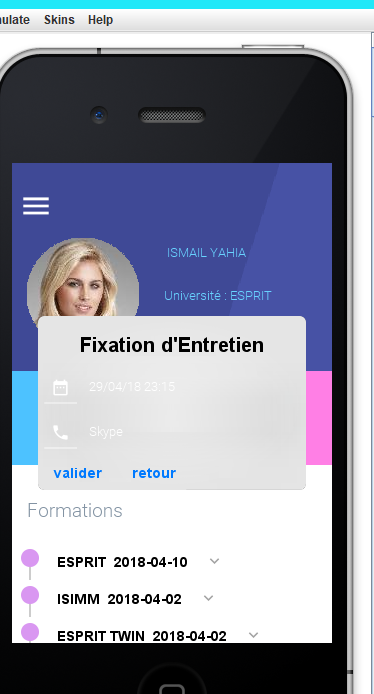 Skins Help
ISMAIL YAHIA
Université : ESPRIT
Fixation d'Entretien
29/04/18 23:15
Skype
valider retour
Formations
ESPRIT 2018-04-10
ISIMM 2018-04-02
ESPRIT TWIN 2018-04-02